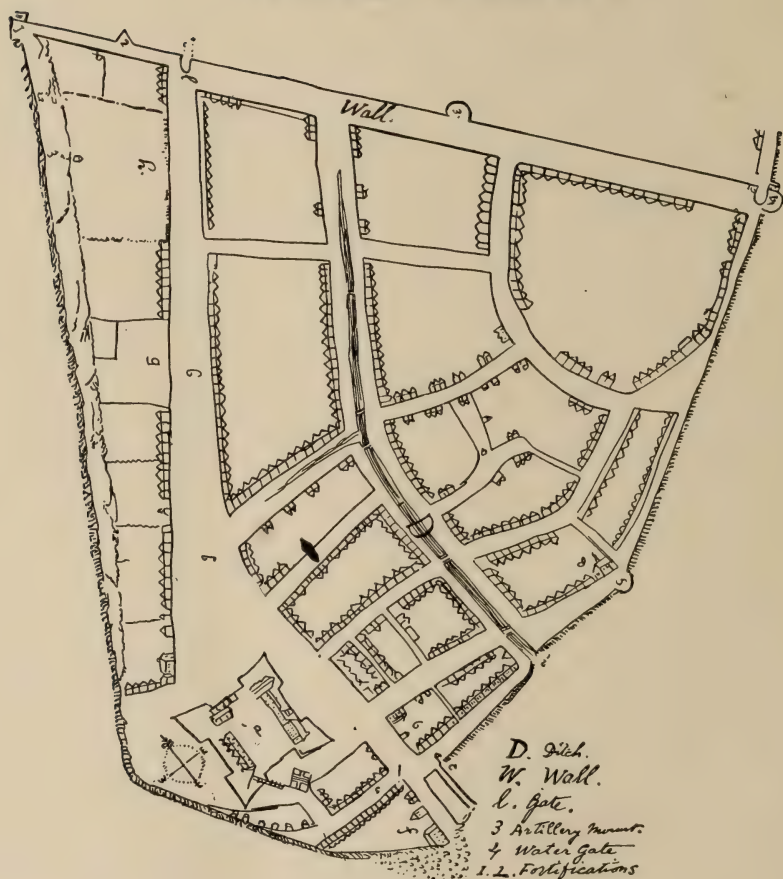 Wall.
D. Ditch.
W. Wall.
l. Gate.
3 Artillery mount.
4 Water Gate
1. 2. Fortifications